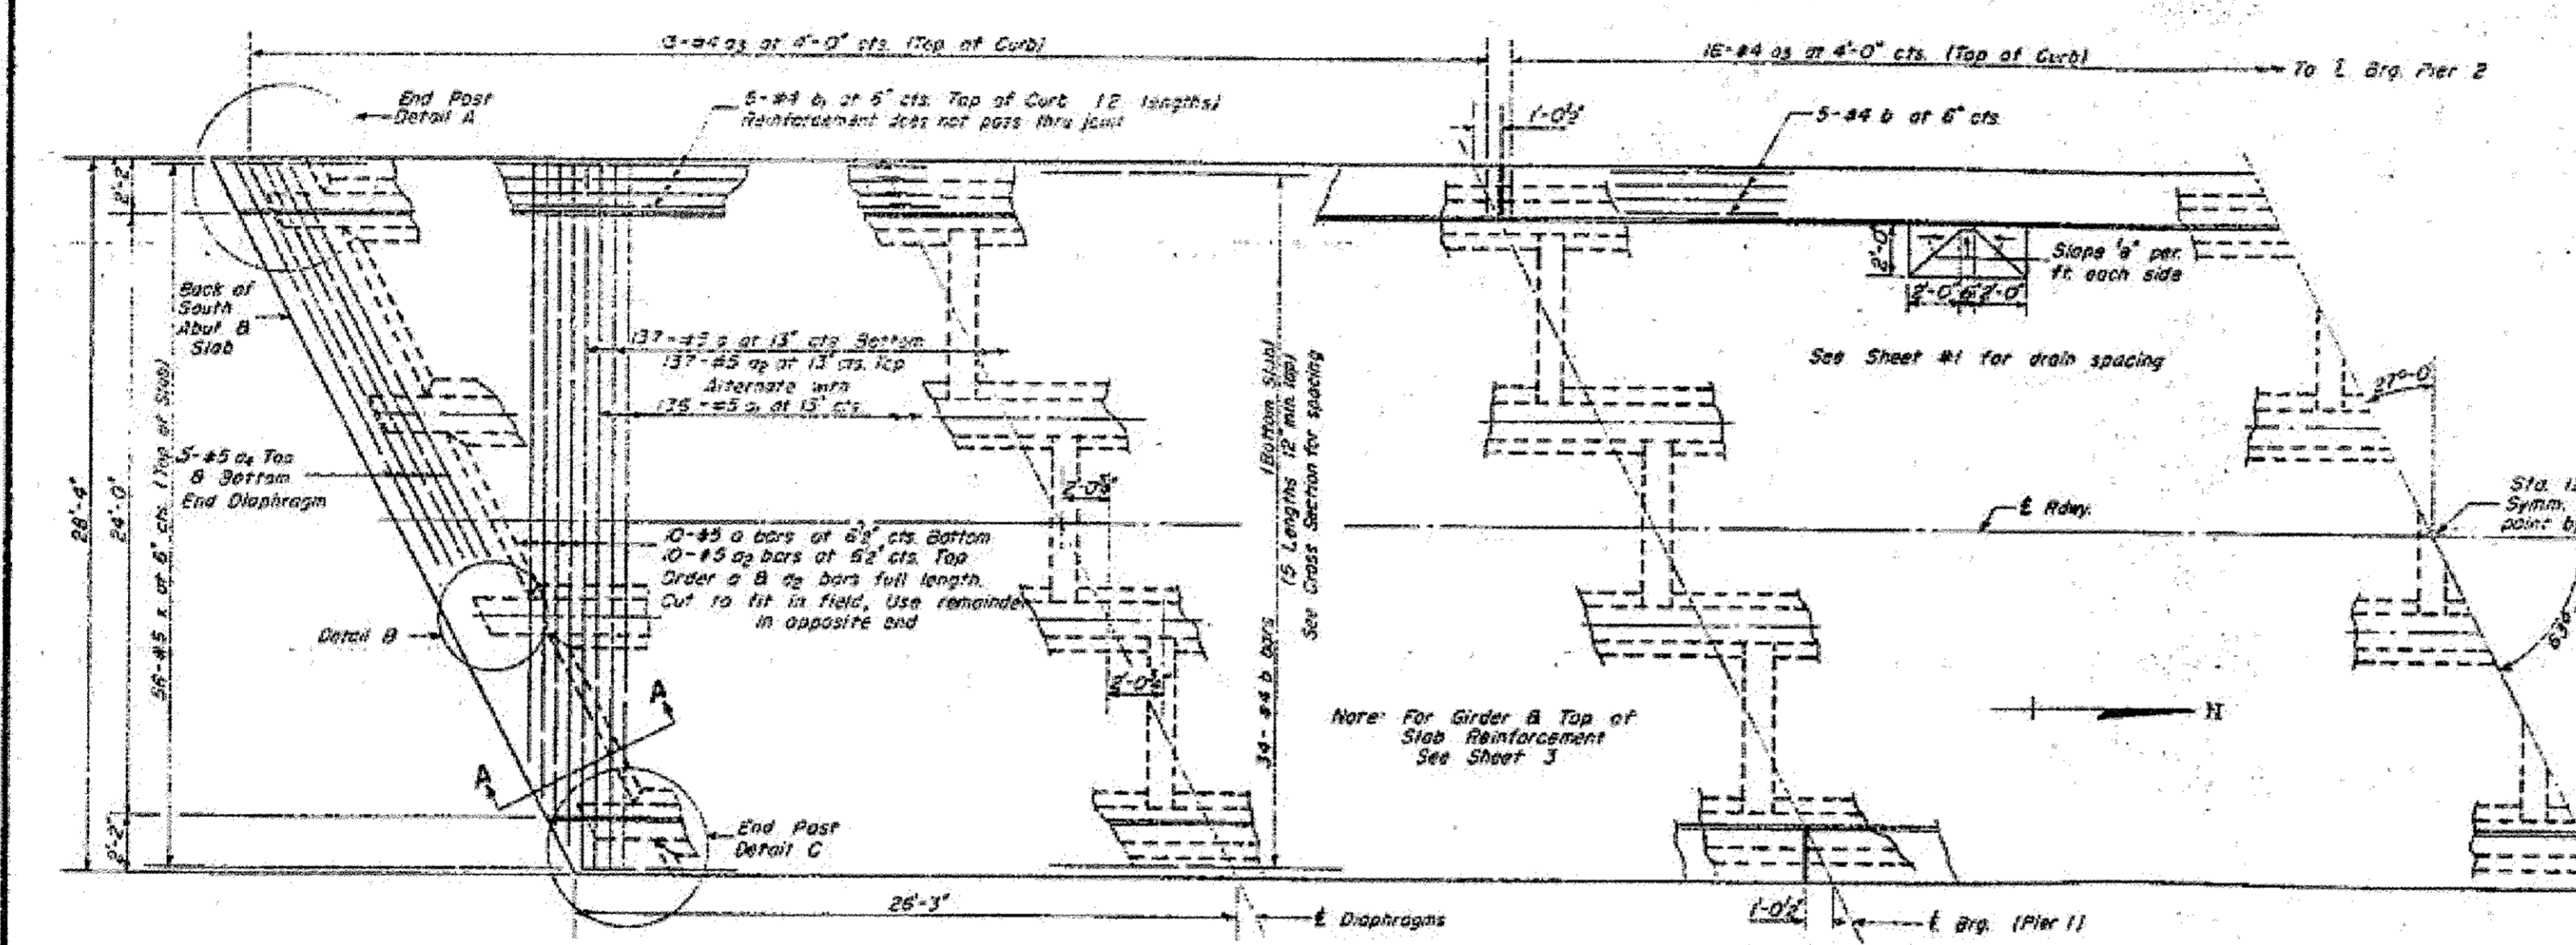 13-#4 a3 at 4'-0" cts. (Top of Curb)
16-#4 a3 at 4'-0" cts. (Top of Curb)
To ℄ Brg. Pier 2
End Post
Detail A
5-#4 b1 at 6" cts. Top of Curb (2 lengths)
Reinforcement does not pass thru joint
1'-0½"
5-#4 b at 6" cts.
2'-2"
Back of
South
Abut &
Slab
2'-0"
Slope ⅛" per
ft. each side
2'-0" 6" 2'-0"
137-#5 a at 13" cts. Bottom
137-#5 a2 at 13" cts. Top
Alternate with
136-#5 a1 at 13" cts.
See Sheet #1 for drain spacing
27°-0'
28'-4"
24'-0"
56-#5 x at 6" cts. (Top of Slab)
5-#5 a4 Top
& Bottom
End Diaphragm
34-#4 b bars (Bottom Slab)
(5 Lengths 12" min. lap)
See Cross Section for spacing
2'-0¾"
10-#5 a bars at 6½" cts. Bottom
10-#5 a2 bars at 6½" cts. Top
Order a & a2 bars full length.
Cut to fit in field, Use remainder
in opposite end
℄ Rdwy.
Sta.
Symm.
point
Detail B
63°
2'-0¾"
A
A
Note: For Girder & Top of
Slab Reinforcement
See Sheet 3
N
2'-2"
End Post
Detail C
26'-3"
℄ Diaphragms
1'-0½"
℄ Brg. (Pier 1)